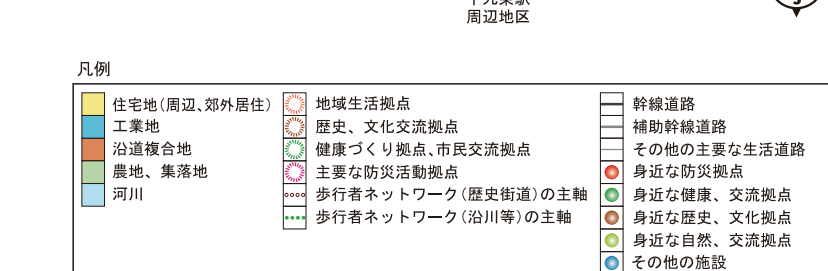 周辺地区
凡例
住宅地(周辺、郊外居住)
工業地
沿道複合地
農地、集落地
河川
地域生活拠点
歴史、文化交流拠点
健康づくり拠点、市民交流拠点
主要な防災活動拠点
歩行者ネットワーク(歴史街道)の主軸
歩行者ネットワーク(沿川等)の主軸
幹線道路
補助幹線道路
その他の主要な生活道路
身近な防災拠点
身近な健康、交流拠点
身近な歴史、文化拠点
身近な自然、交流拠点
その他の施設